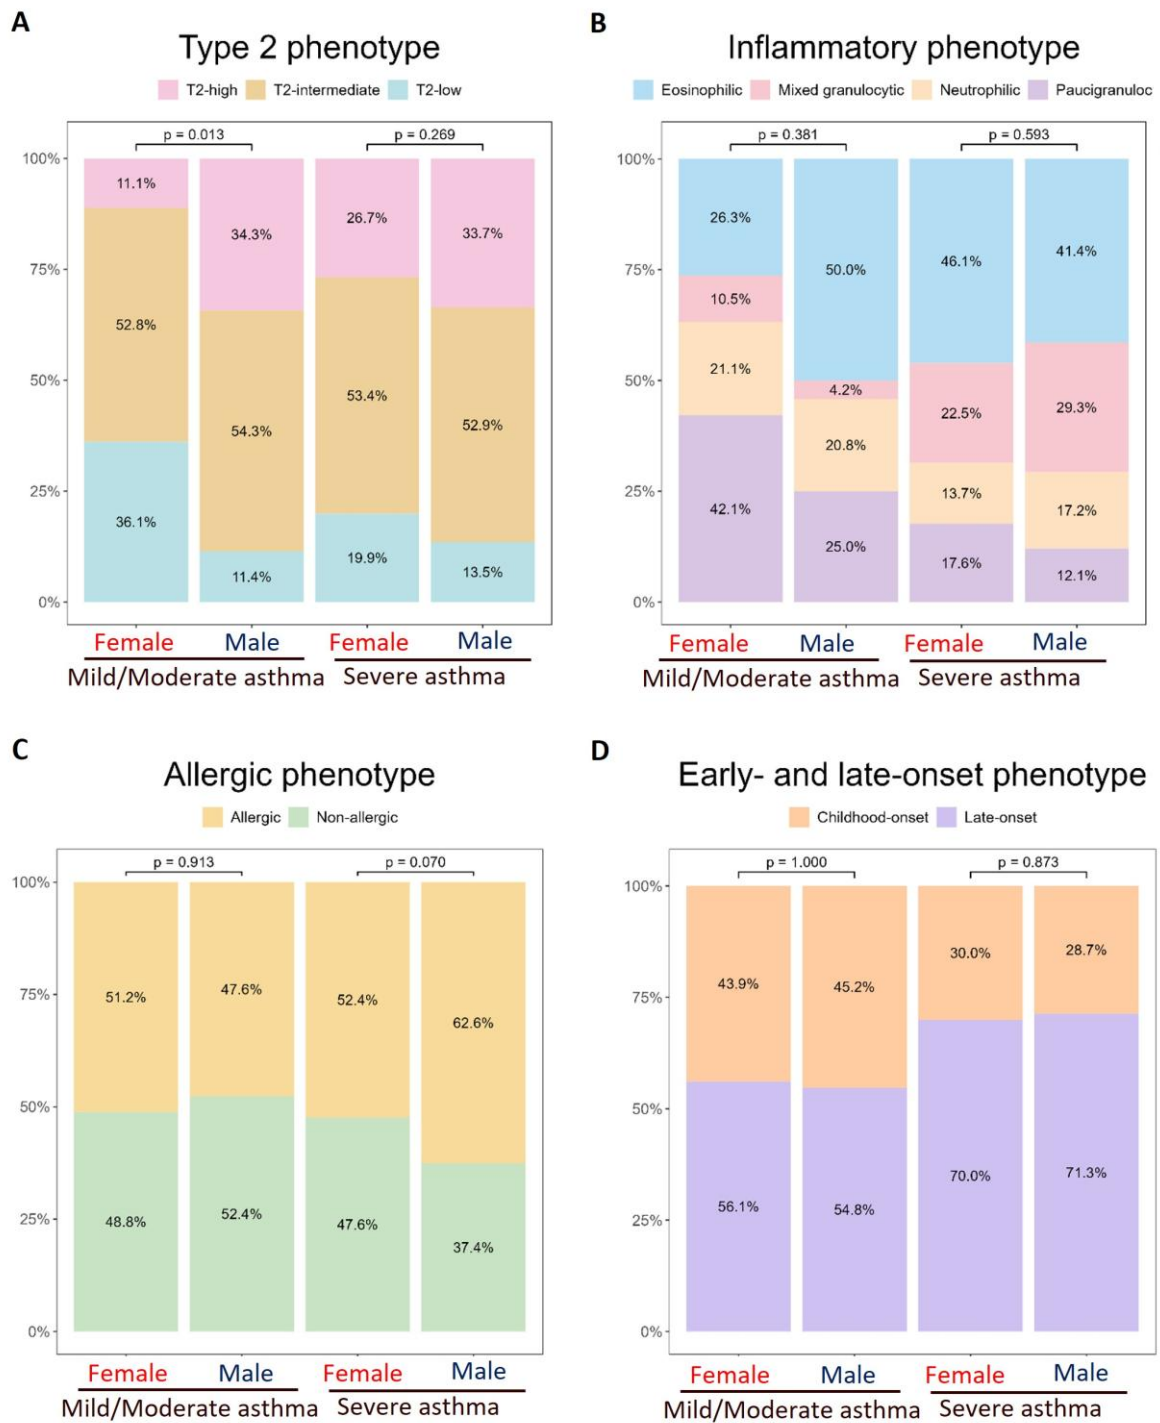 A
Type 2 phenotype
T2-high T2-intermediate T2-low
p = 0.013 p = 0.269
100%
11.1%
26.7%
34.3%
33.7%
75%
52.8%
50%
53.4%
54.3%
52.9%
25%
36.1%
19.9%
11.4%
13.5%
0%
Female Male Female Male
Mild/Moderate asthma Severe asthma
B
Inflammatory phenotype
Eosinophilic Mixed granulocytic Neutrophilic Paucigranuloc
p = 0.381 p = 0.593
100%
26.3%
41.4%
46.1%
50.0%
75%
10.5%
21.1%
50%
4.2%
22.5%
29.3%
20.8%
25%
13.7%
17.2%
42.1%
25.0%
17.6%
12.1%
0%
Female Male Female Male
Mild/Moderate asthma Severe asthma
C
Allergic phenotype
Allergic Non-allergic
p = 0.913 p = 0.070
100%
51.2%
47.6%
52.4%
62.6%
75%
50%
48.8%
52.4%
47.6%
37.4%
25%
0%
Female Male Female Male
Mild/Moderate asthma Severe asthma
D
Early- and late-onset phenotype
Childhood-onset Late-onset
p = 1.000 p = 0.873
100%
43.9%
45.2%
30.0%
28.7%
75%
50%
56.1%
54.8%
70.0%
71.3%
25%
0%
Female Male Female Male
Mild/Moderate asthma Severe asthma